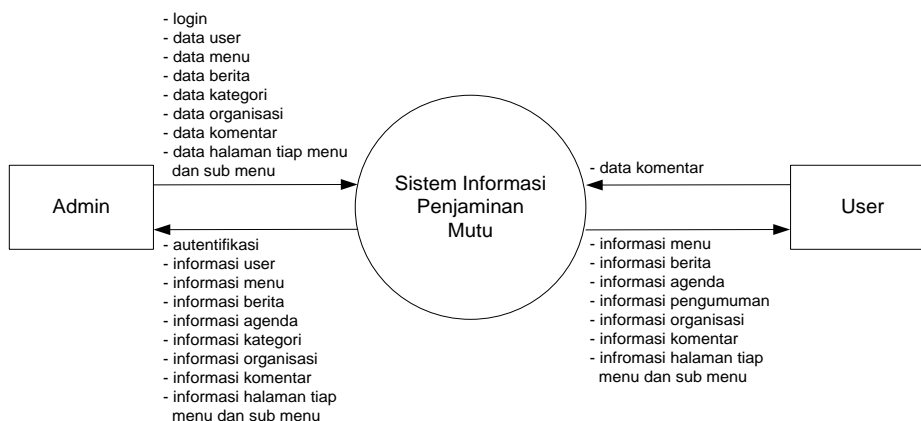 - login
- data user
- data menu
- data berita
- data kategori
- data organisasi
- data komentar
- data halaman tiap menu
dan sub menu
Admin
Sistem Informasi
Penjaminan
Mutu
- data komentar
User
- autentifikasi
- informasi user
- informasi menu
- informasi berita
- informasi agenda
- informasi kategori
- informasi organisasi
- informasi komentar
- informasi halaman tiap
menu dan sub menu
- informasi menu
- informasi berita
- informasi agenda
- informasi pengumuman
- informasi organisasi
- informasi komentar
- infromasi halaman tiap
menu dan sub menu